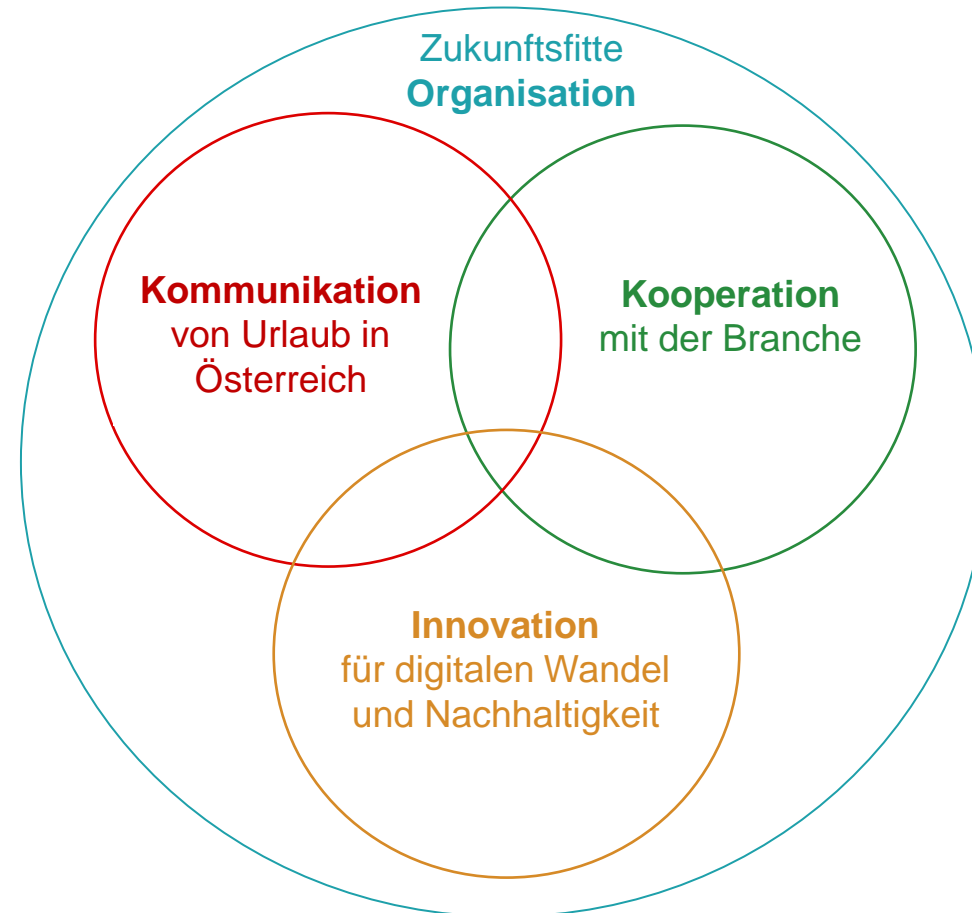 Zukunftsfitte
Organisation
Kommunikation
von Urlaub in
Österreich
Kooperation
mit der Branche
Innovation
für digitalen Wandel
und Nachhaltigkeit